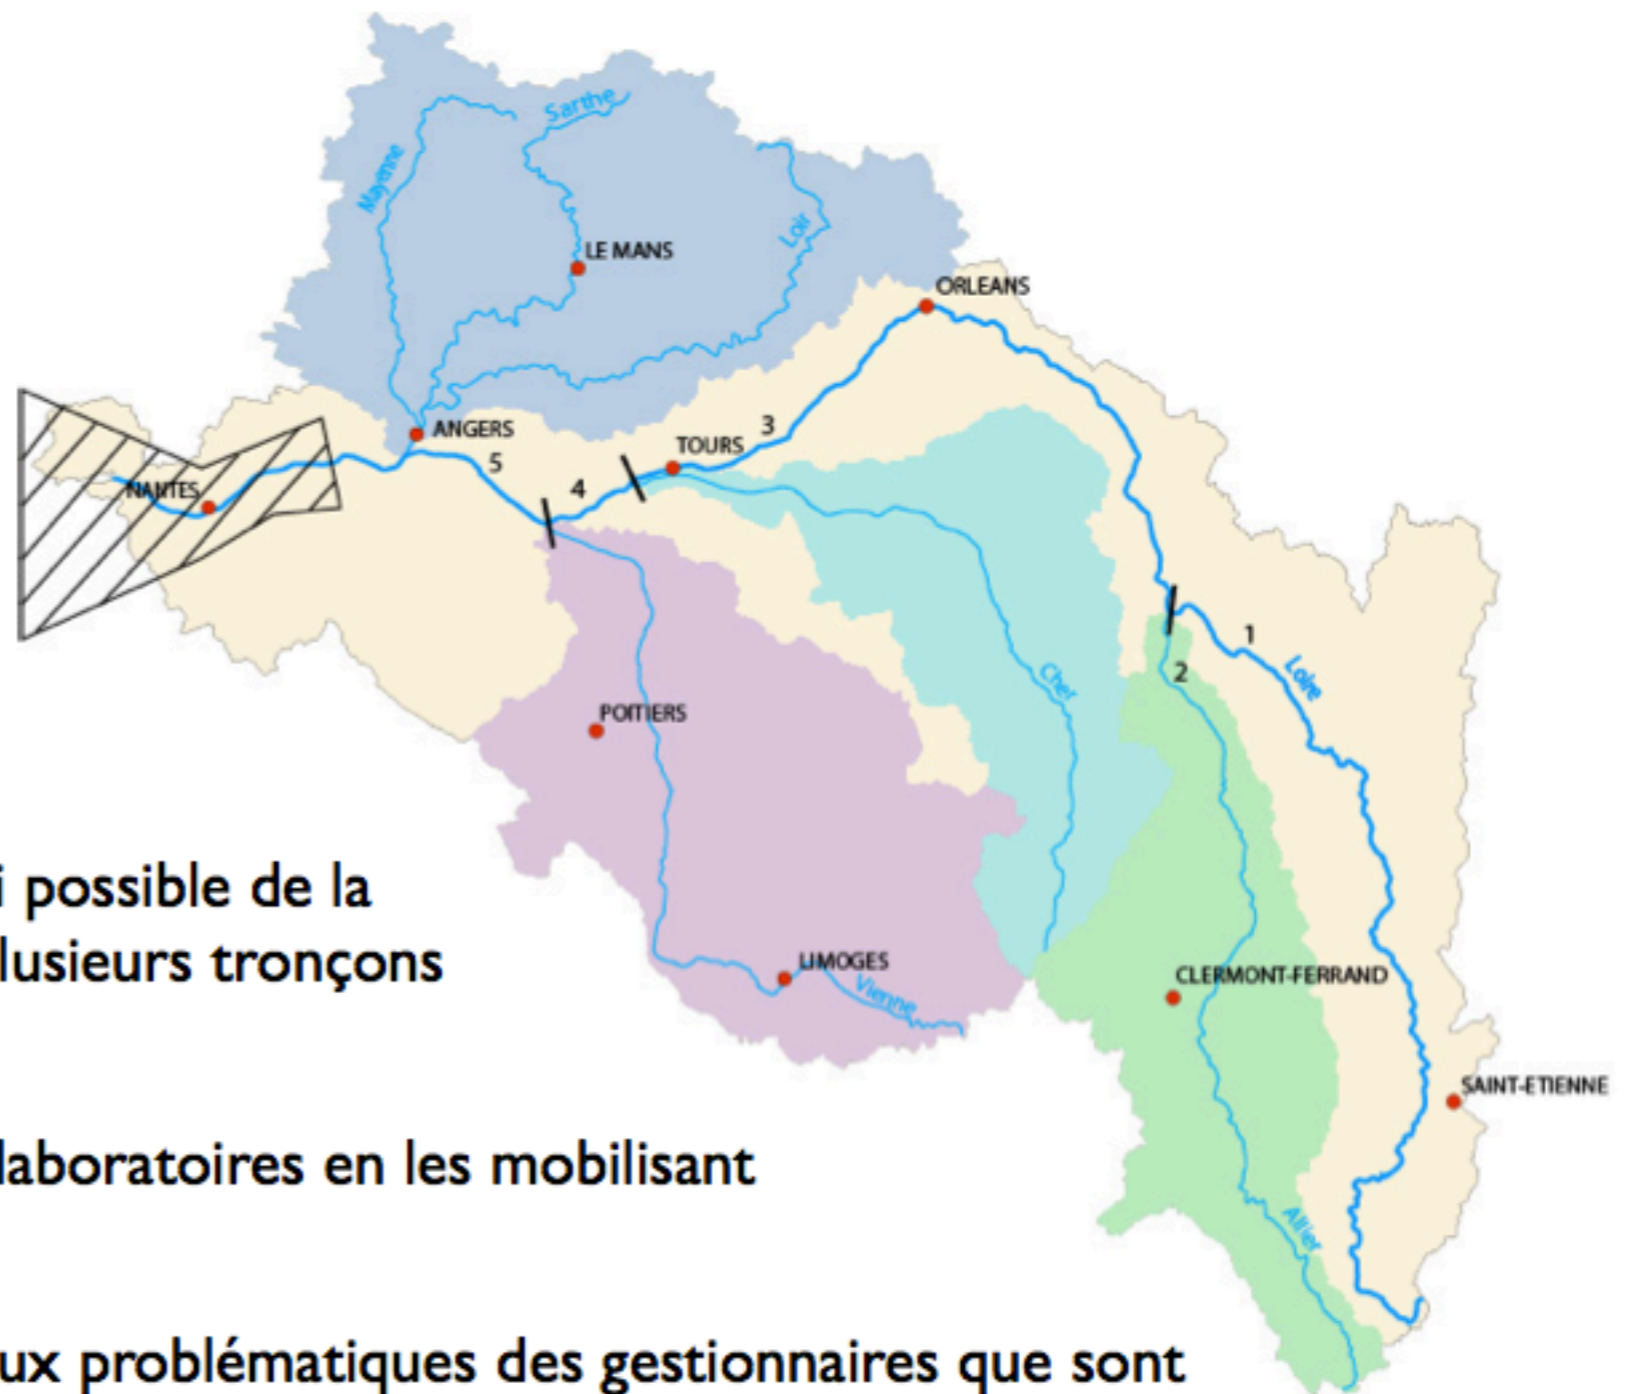 Sarthe
Mayenne
Loir
LE MANS
ORLEANS
ANGERS
TOURS
3
5
4
NANTES
1
Loire
2
Cher
POITIERS
i possible de la
lusieurs tronçons
LIMOGES
Vienne
CLERMONT-FERRAND
SAINT-ETIENNE
laboratoires en les mobilisant
Allier
ux problématiques des gestionnaires que sont